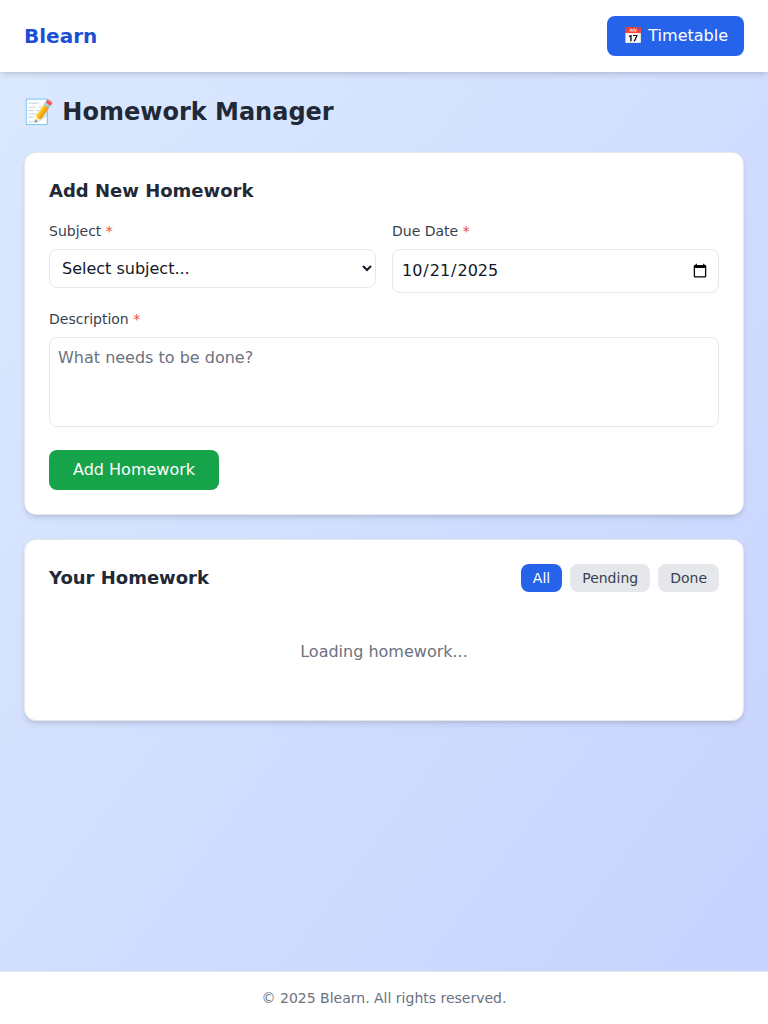 Blearn
📅 Timetable
📝 Homework Manager
Add New Homework
Subject *
Due Date *
Select subject...
10/21/2025
Description *
What needs to be done?
Add Homework
Your Homework
All
Pending
Done
Loading homework...
© 2025 Blearn. All rights reserved.